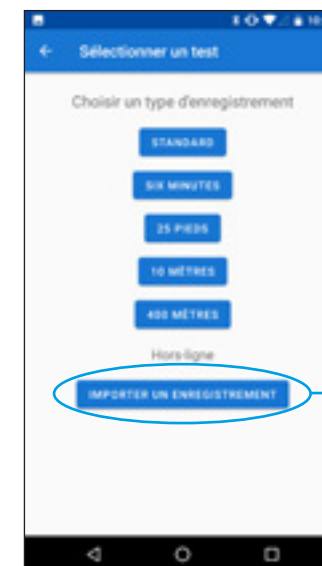 Sélectionner un test
Choisir un type d'enregistrement
STANDARD
SIX MINUTES
25 PIEDS
10 MÈTRES
400 MÈTRES
Hors-ligne
IMPORTER UN ENREGISTREMENT